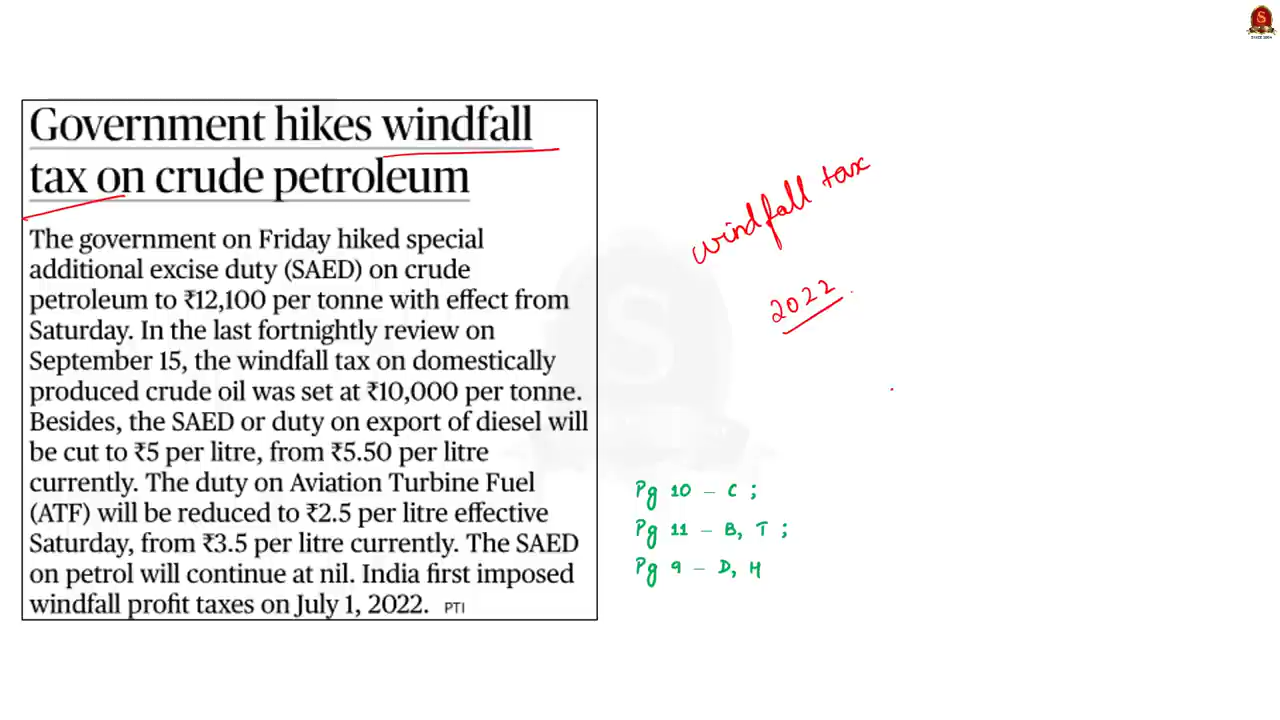 Government hikes windfall
tax on crude petroleum
The government on Friday hiked special
additional excise duty (SAED) on crude
petroleum to ₹12,100 per tonne with effect from
Saturday. In the last fortnightly review on
September 15, the windfall tax on domestically
produced crude oil was set at ₹10,000 per tonne.
Besides, the SAED or duty on export of diesel will
be cut to ₹5 per litre, from ₹5.50 per litre
currently. The duty on Aviation Turbine Fuel
(ATF) will be reduced to ₹2.5 per litre effective
Saturday, from ₹3.5 per litre currently. The SAED
on petrol will continue at nil. India first imposed
windfall profit taxes on July 1, 2022. PTI
windfall tax
2022
Pg 10 – C ;
Pg 11 – B, T ;
Pg 9 – D, H
S